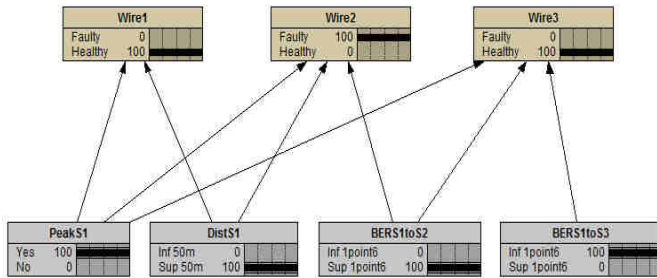 Wire1
Faulty 0
Healthy 100
Wire2
Faulty 100
Healthy 0
Wire3
Faulty 0
Healthy 100
PeakS1
Yes 100
No 0
DistS1
Inf 50m 0
Sup 50m 100
BERS1toS2
Inf 1point6 0
Sup 1point6 100
BERS1toS3
Inf 1point6 100
Sup 1point6 0